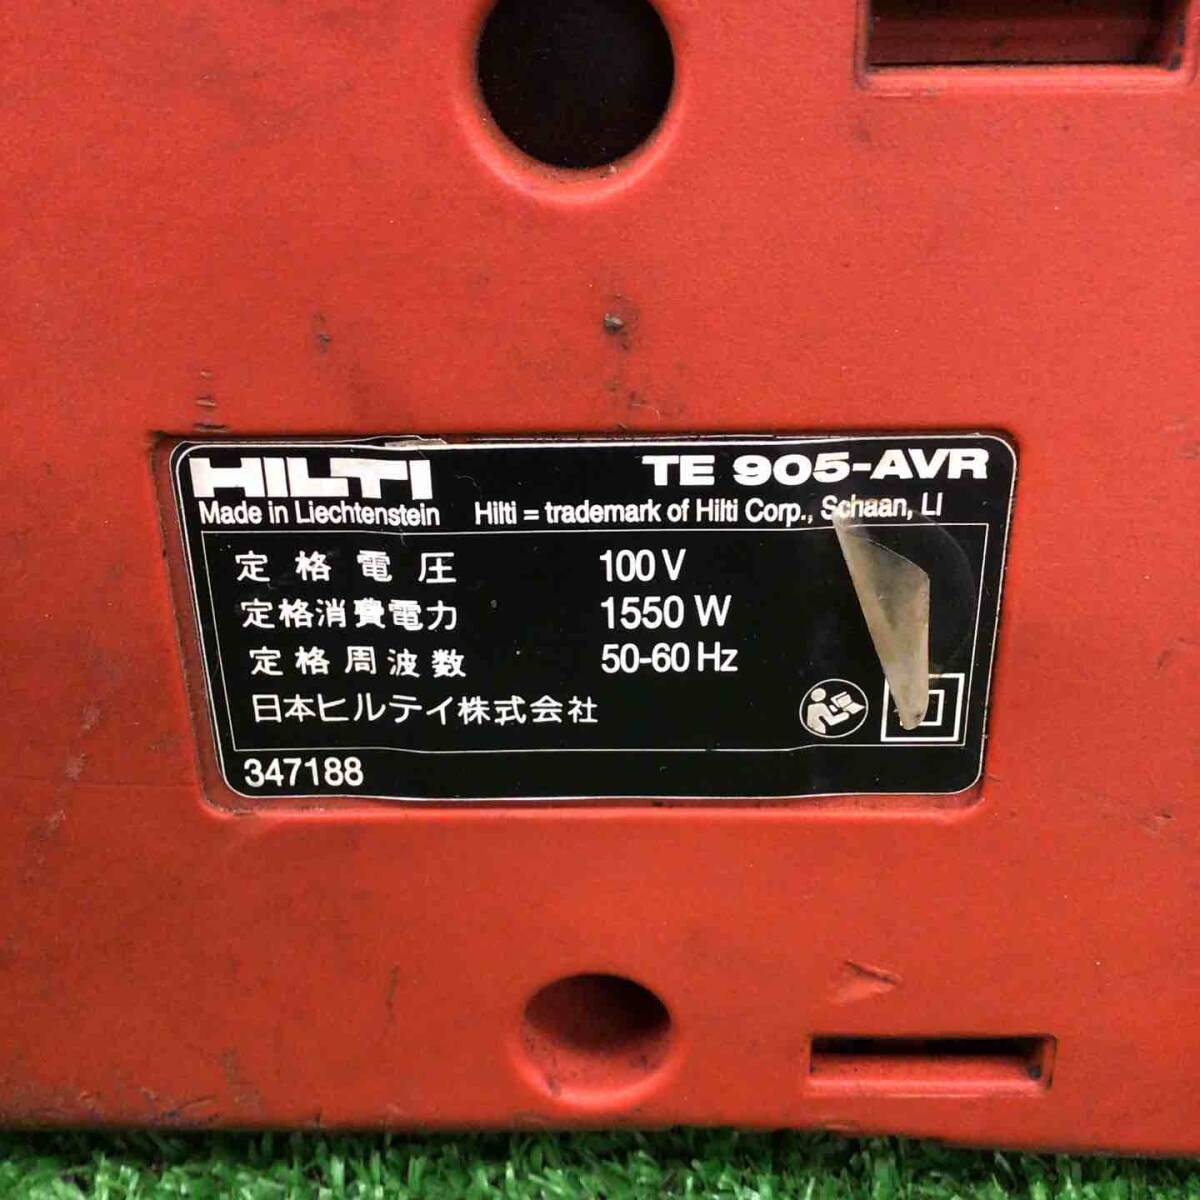 HILTI TE 905-AVR
Made in Liechtenstein Hilti = trademark of Hilti Corp., Schaan, LI
定格電圧 100 V
定格消費電力 1550 W
定格周波数 50-60 Hz
日本ヒルテイ株式会社
347188